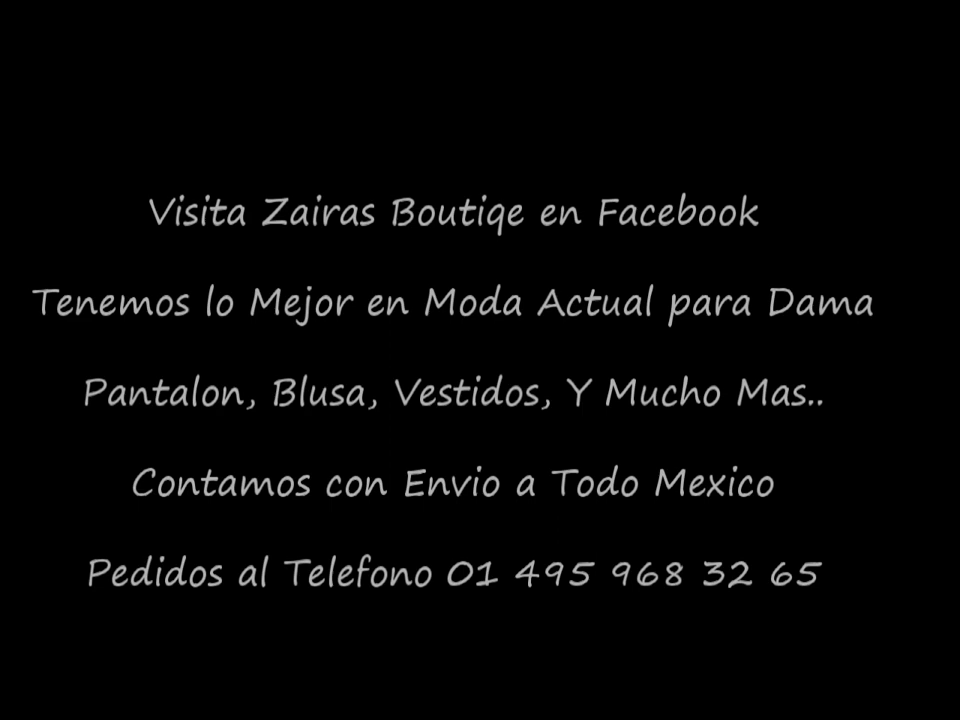 Visita Zairas Boutiqe en Facebook
Tenemos lo Mejor en Moda Actual para Dama
Pantalon, Blusa, Vestidos, Y Mucho Mas..
Contamos con Envio a Todo Mexico
Pedidos al Telefono 01 495 968 32 65